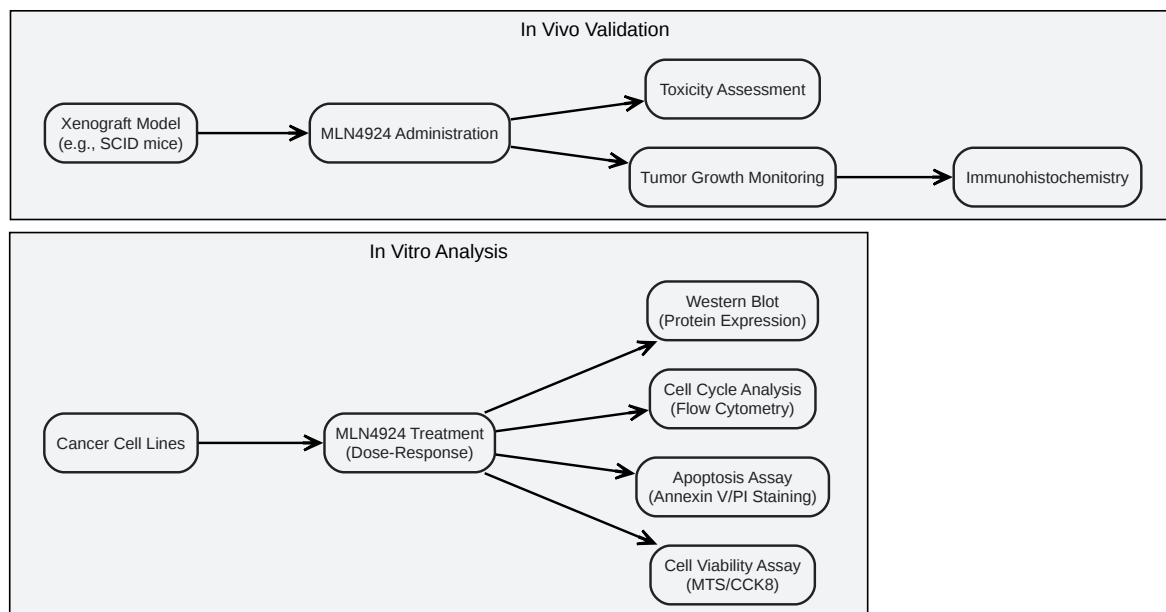 In Vivo Validation
Xenograft Model
(e.g., SCID mice)
MLN4924 Administration
Toxicity Assessment
Tumor Growth Monitoring
Immunohistochemistry
In Vitro Analysis
Cancer Cell Lines
MLN4924 Treatment
(Dose-Response)
Western Blot
(Protein Expression)
Cell Cycle Analysis
(Flow Cytometry)
Apoptosis Assay
(Annexin V/PI Staining)
Cell Viability Assay
(MTS/CCK8)